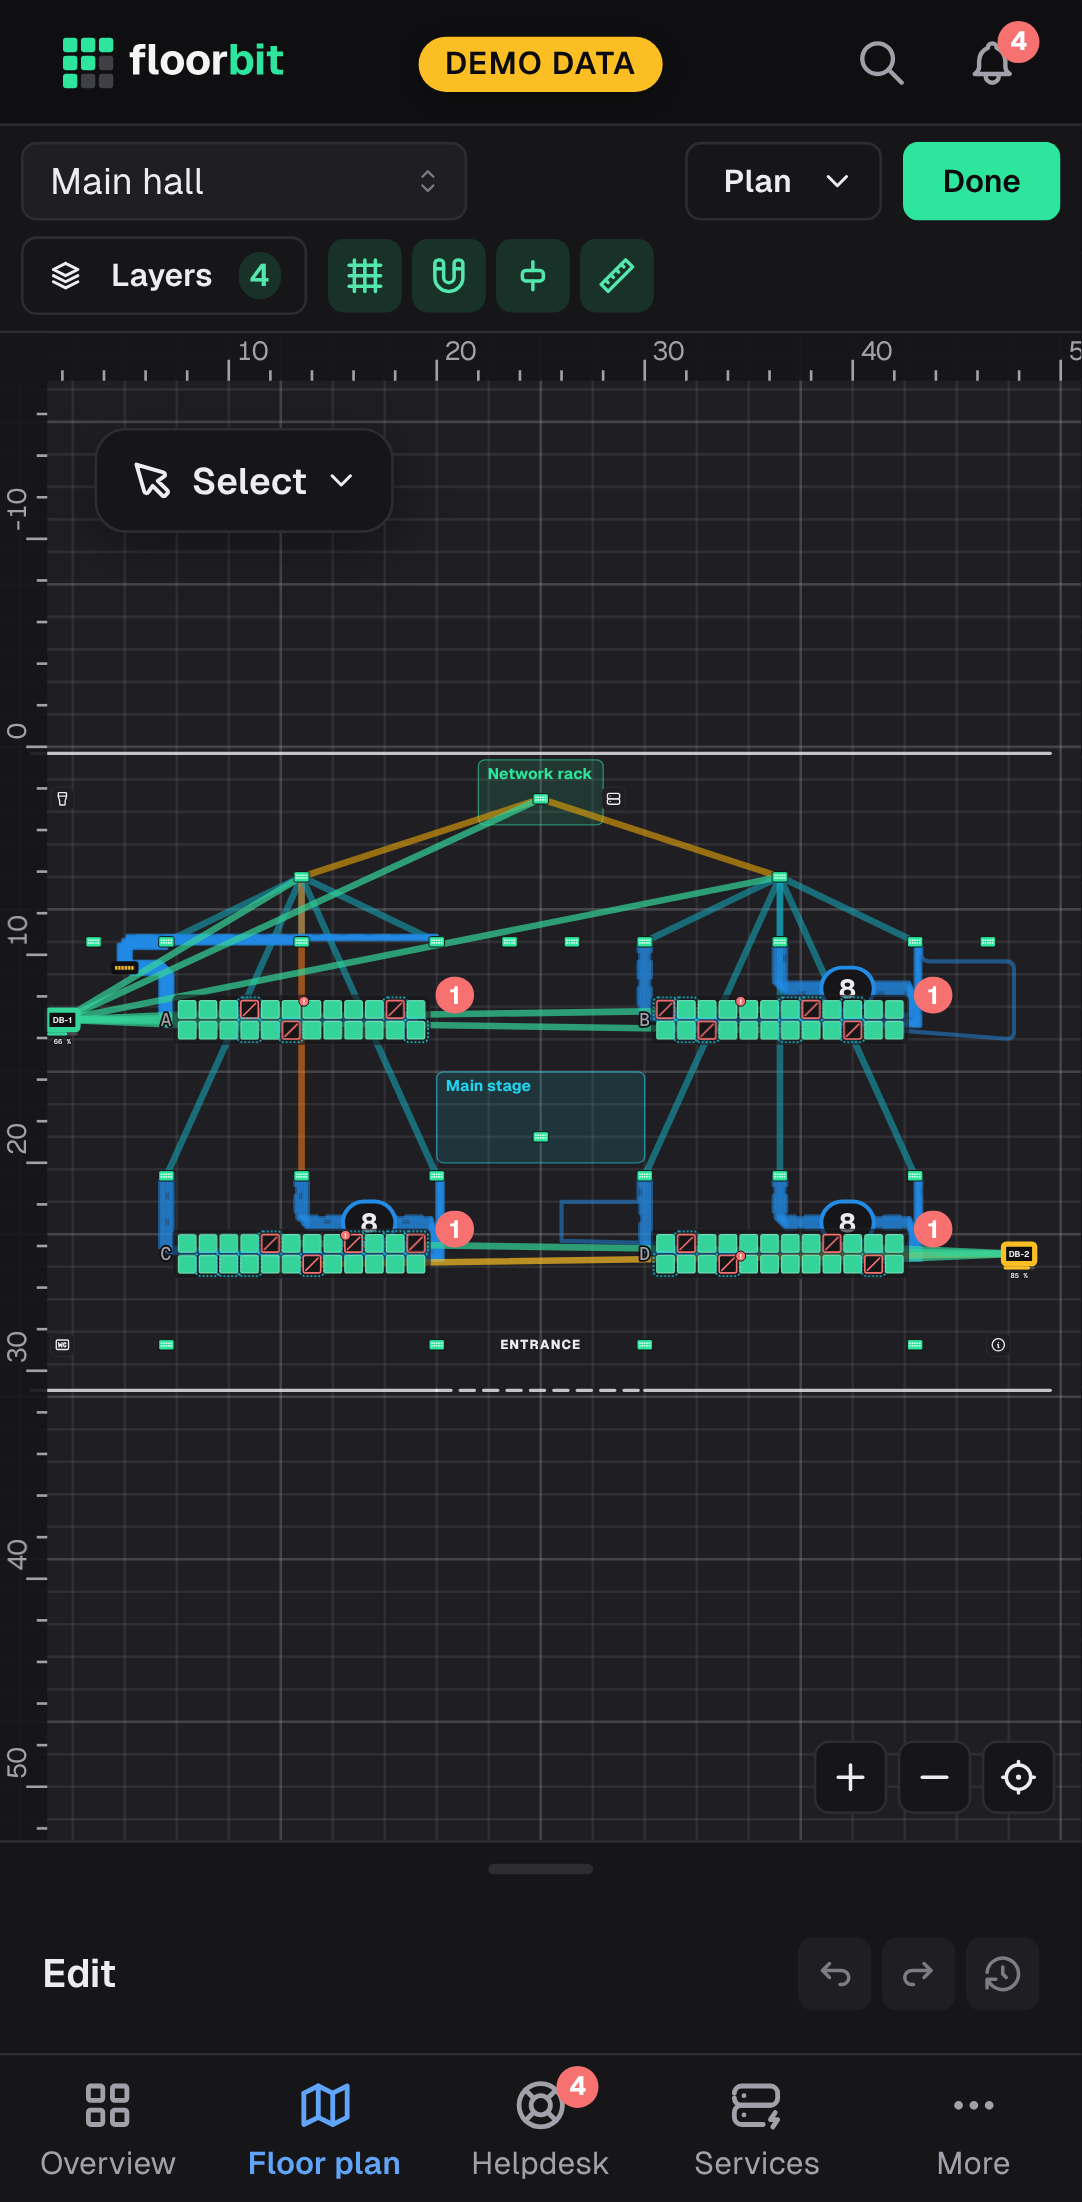 floorbit
DEMO DATA
4
Main hall
Plan
Done
Layers
4
10
20
30
40
5
Select
-10
0
Network rack
10
8
1
1
DB-1
A
B
66 %
Main stage
20
8
1
8
1
C
D
DB-2
85 %
30
WC
ENTRANCE
40
50
Edit
4
Overview
Floor plan
Helpdesk
Services
More